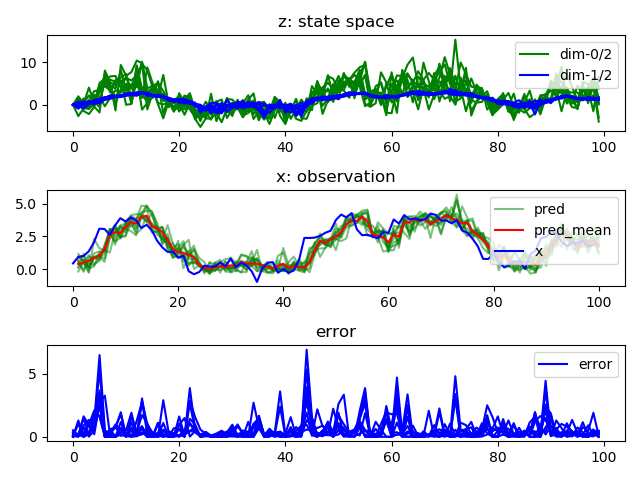 z: state space
10
0
dim-0/2
dim-1/2
0 20 40 60 80 100
x: observation
5.0
2.5
0.0
pred
pred_mean
x
0 20 40 60 80 100
error
5
0
error
0 20 40 60 80 100